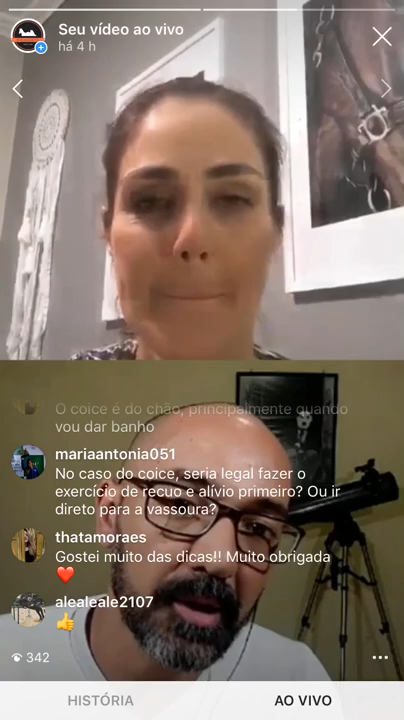 Seu vídeo ao vivo
há 4 h
O coice é do chão, principalmente quando
vou dar banho
mariaantonia051
No caso do coice, seria legal fazer o
exercício de recuo e alívio primeiro? Ou ir
direto para a vassoura?
thatamoraes
Gostei muito das dicas!! Muito obrigada
❤️
alealeale2107
👍
342
HISTÓRIA
AO VIVO